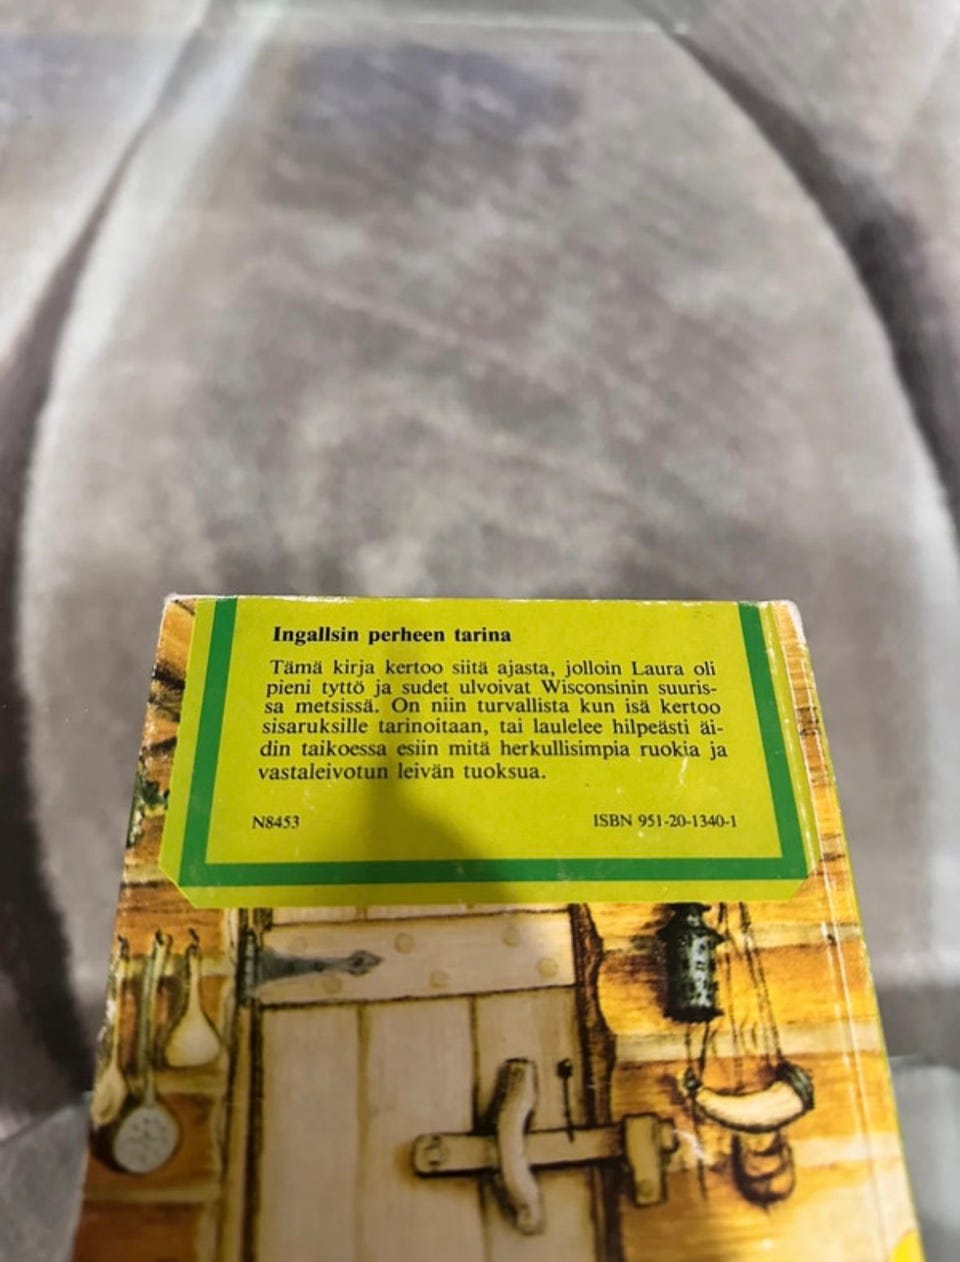 Ingallsin perheen tarina
Tämä kirja kertoo siitä ajasta, jolloin Laura oli
pieni tyttö ja sudet ulvoivat Wisconsinin suuris-
sa metsissä. On niin turvallista kun isä kertoo
sisaruksille tarinoitaan, tai laulelee hilpeästi äi-
din taikoessa esiin mitä herkullisimpia ruokia ja
vastaleivotun leivän tuoksua.
N8453 ISBN 951-20-1340-1